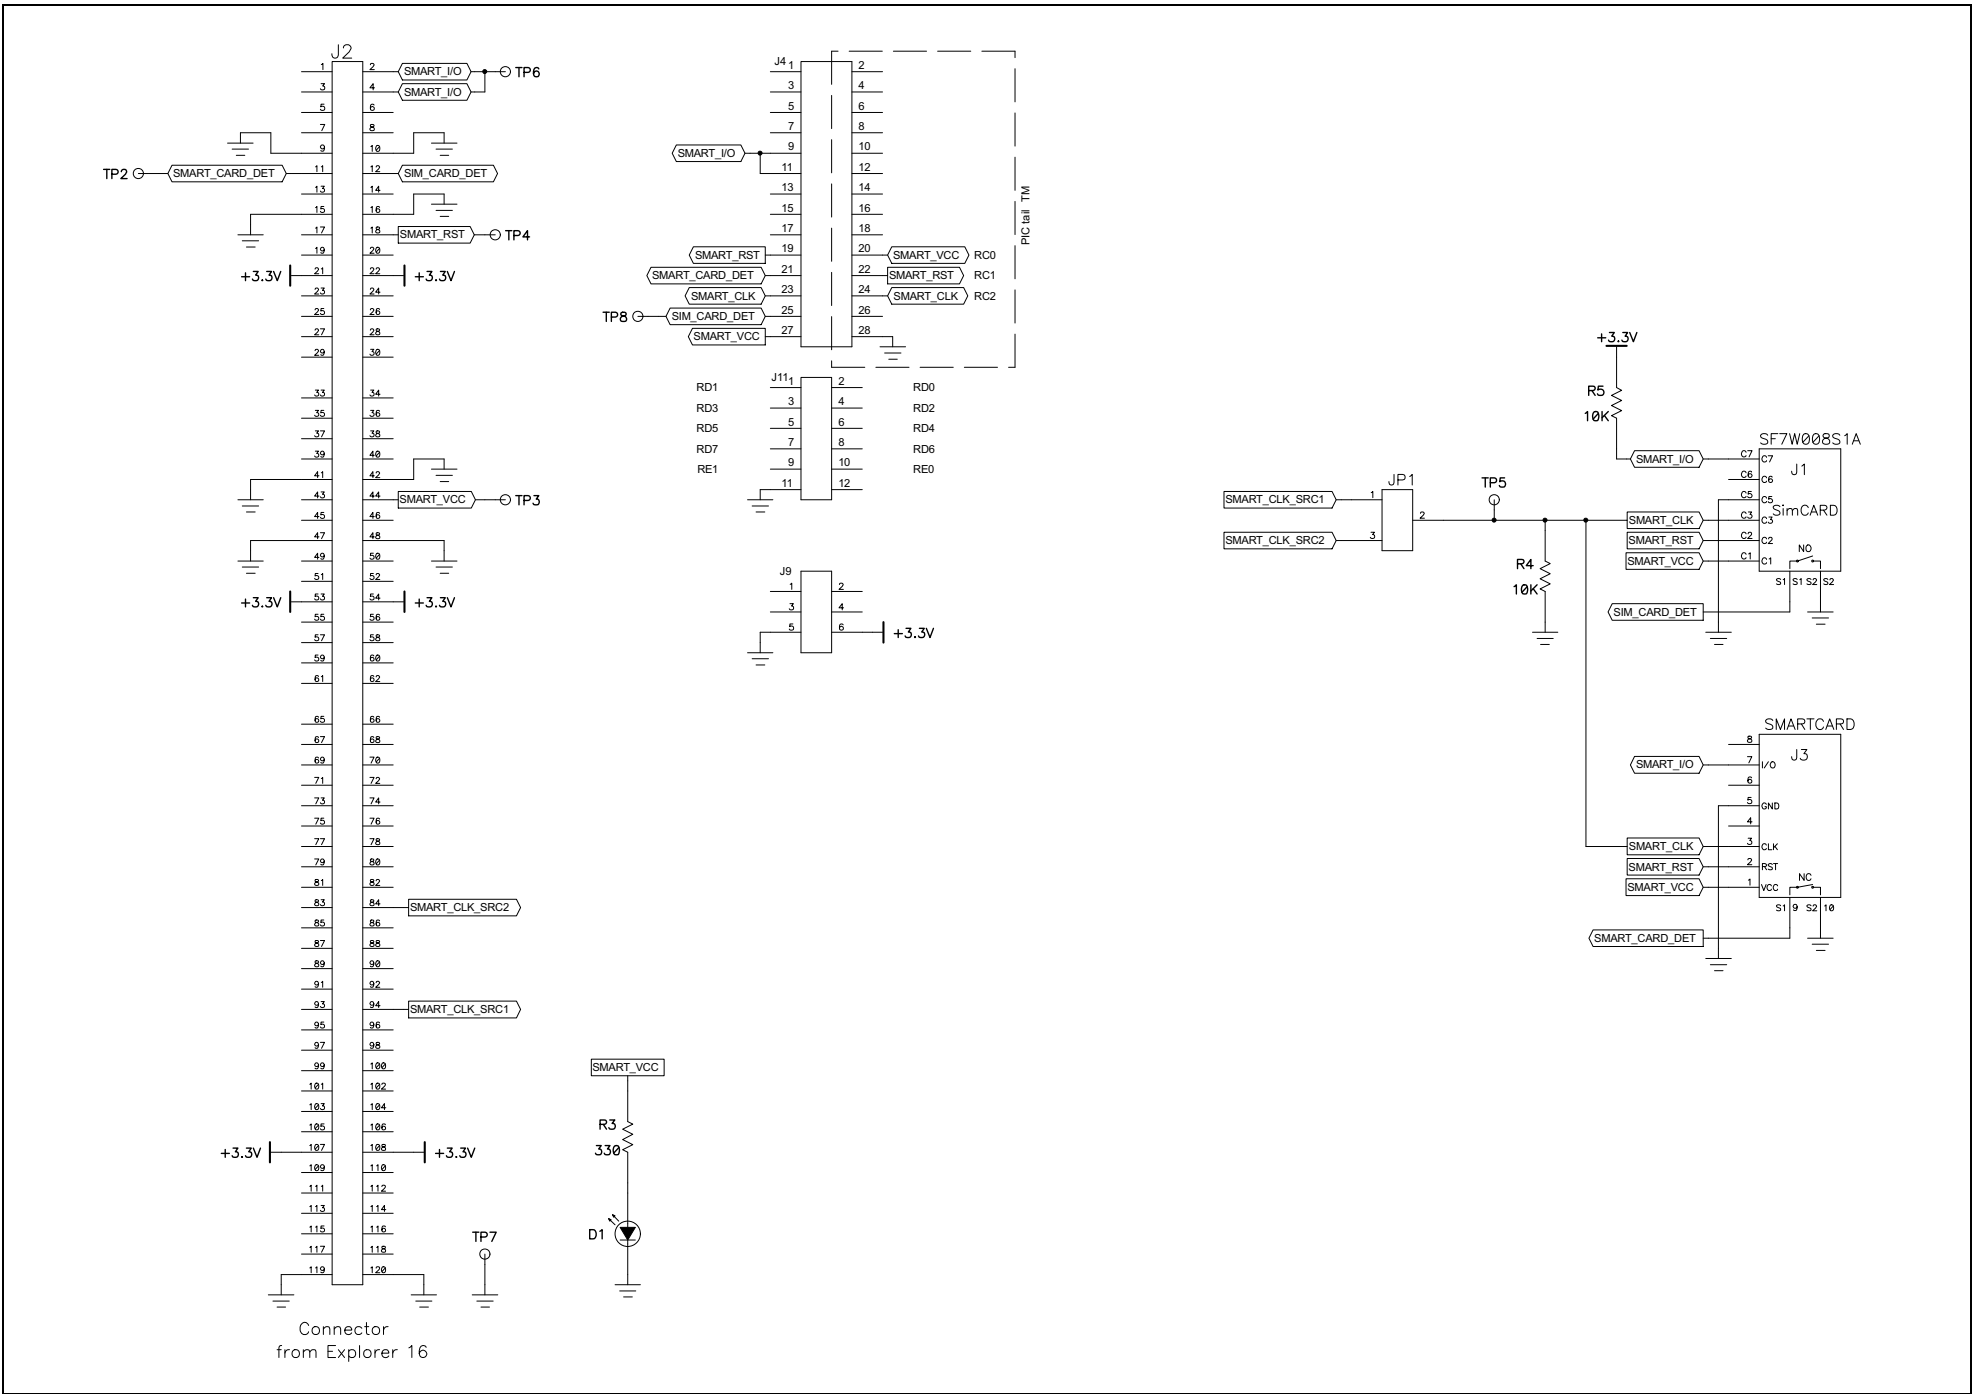 J2
1 2 SMART_I/O TP6
3 4 SMART_I/O
5 6
7 8
9 10
TP2 SMART_CARD_DET 11 12 SIM_CARD_DET
13 14
15 16
17 18 SMART_RST TP4
19 20
+3.3V 21 22 +3.3V
23 24
25 26
27 28
29 30
33 34
35 36
37 38
39 40
41 42
43 44 SMART_VCC TP3
45 46
47 48
49 50
51 52
+3.3V 53 54 +3.3V
55 56
57 58
59 60
61 62
65 66
67 68
69 70
71 72
73 74
75 76
77 78
79 80
81 82
83 84 SMART_CLK_SRC2
85 86
87 88
89 90
91 92
93 94 SMART_CLK_SRC1
95 96
97 98
99 100
101 102
103 104
105 106
+3.3V 107 108 +3.3V
109 110
111 112
113 114
115 116
117 118
119 120
Connector
from Explorer 16
TP7
J4
1 2
3 4
5 6
7 8
SMART_I/O 9 10
11 12
13 14
15 16
17 18
SMART_RST 19 20 SMART_VCC RC0
SMART_CARD_DET 21 22 SMART_RST RC1
SMART_CLK 23 24 SMART_CLK RC2
TP8 SIM_CARD_DET 25 26
SMART_VCC 27 28
PIC tail TM
J11
RD1 1 2 RD0
RD3 3 4 RD2
RD5 5 6 RD4
RD7 7 8 RD6
RE1 9 10 RE0
11 12
J9
1 2
3 4
5 6 +3.3V
SMART_VCC
R3
330
D1
JP1
SMART_CLK_SRC1 1
2
SMART_CLK_SRC2 3
TP5
R4
10K
+3.3V
R5
10K
SF7W008S1A
J1
SimCARD
SMART_I/O C7 C7
C6 C6
C5 C5
SMART_CLK C3 C3
SMART_RST C2 C2
SMART_VCC C1 C1
NO
S1 S1 S2 S2
SIM_CARD_DET
SMARTCARD
J3
8
SMART_I/O 7 I/O
6
5 GND
4
SMART_CLK 3 CLK
SMART_RST 2 RST
SMART_VCC 1 VCC
NC
S1 9 S2 10
SMART_CARD_DET